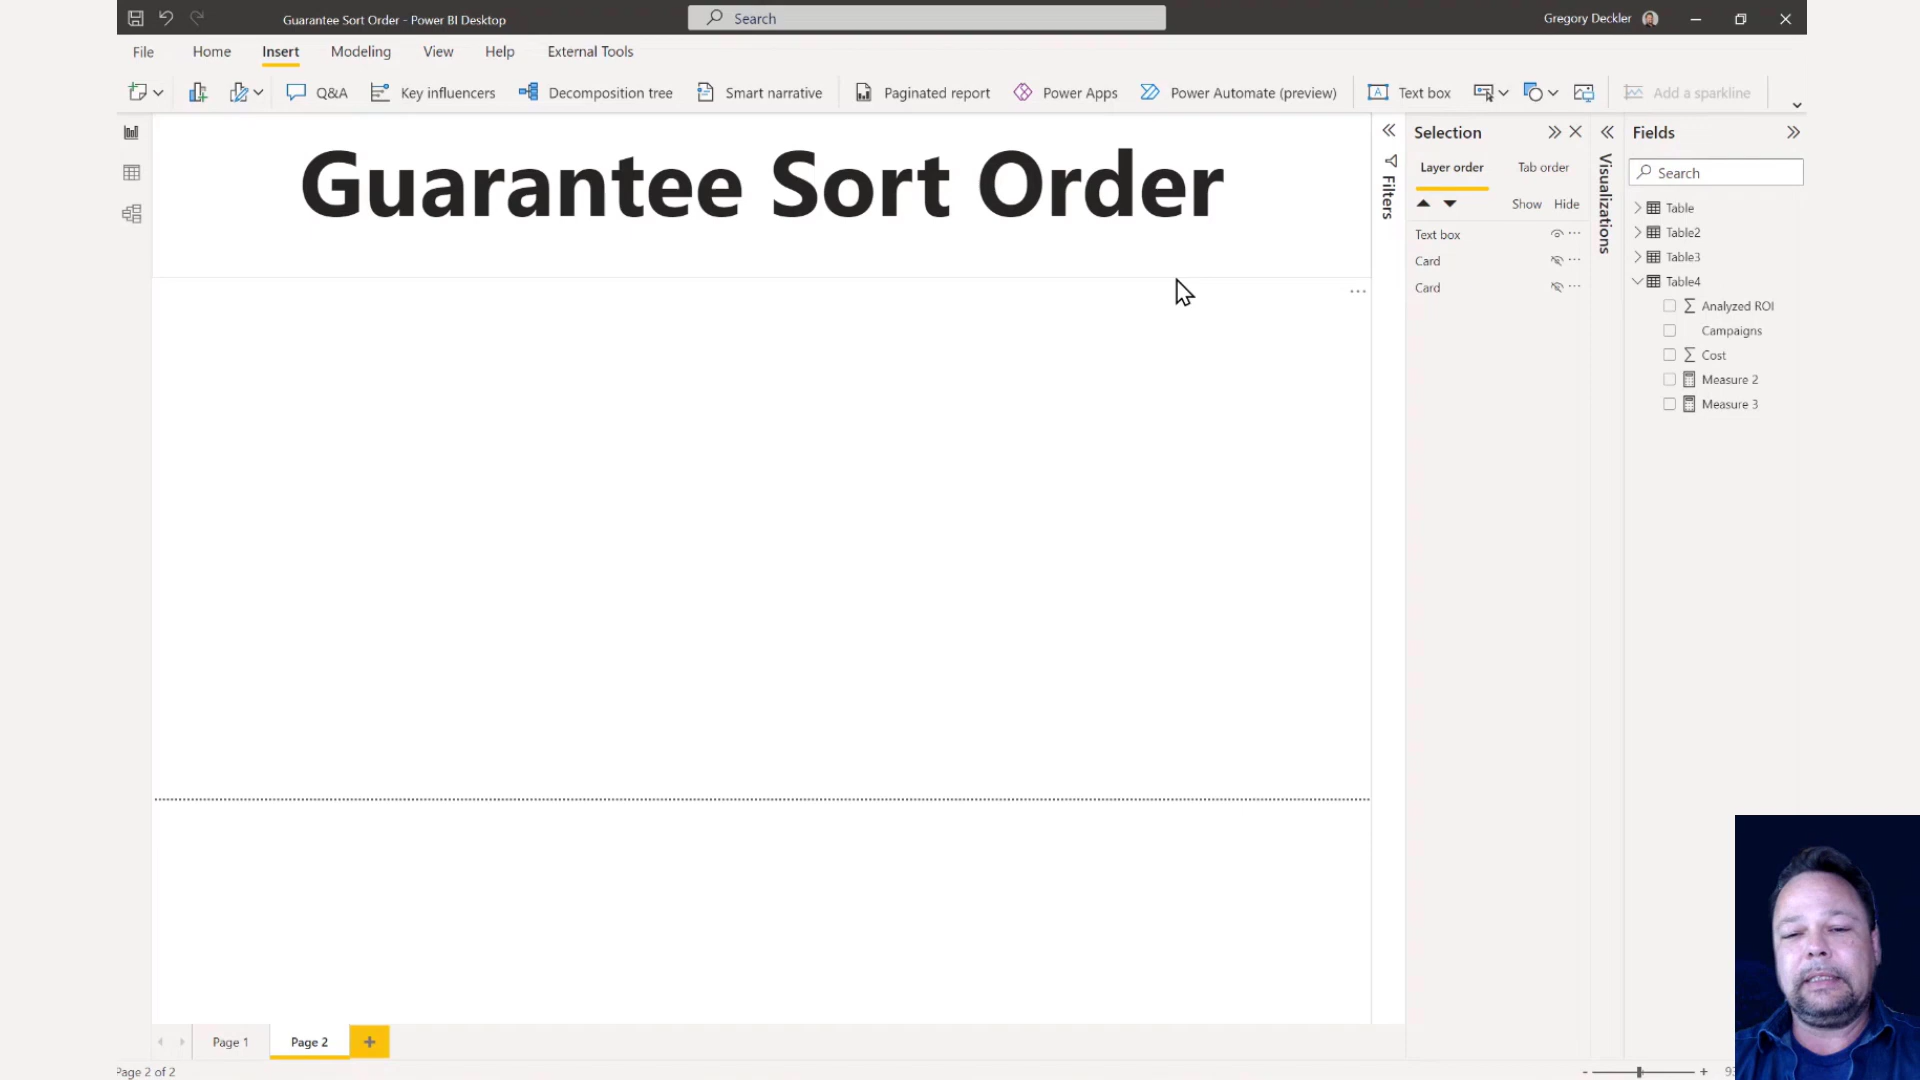 Guarantee Sort Order - Power BI Desktop
Search
Gregory Deckler
File
Home
Insert
Modeling
View
Help
External Tools
Q&A
Key influencers
Decomposition tree
Smart narrative
Paginated report
Power Apps
Power Automate (preview)
Text box
Add a sparkline
Guarantee Sort Order
Filters
Selection
Layer order
Tab order
Show
Hide
Text box
Card
Card
Visualizations
Fields
Search
Table
Table2
Table3
Table4
Analyzed ROI
Campaigns
Cost
Measure 2
Measure 3
Page 1
Page 2
Page 2 of 2